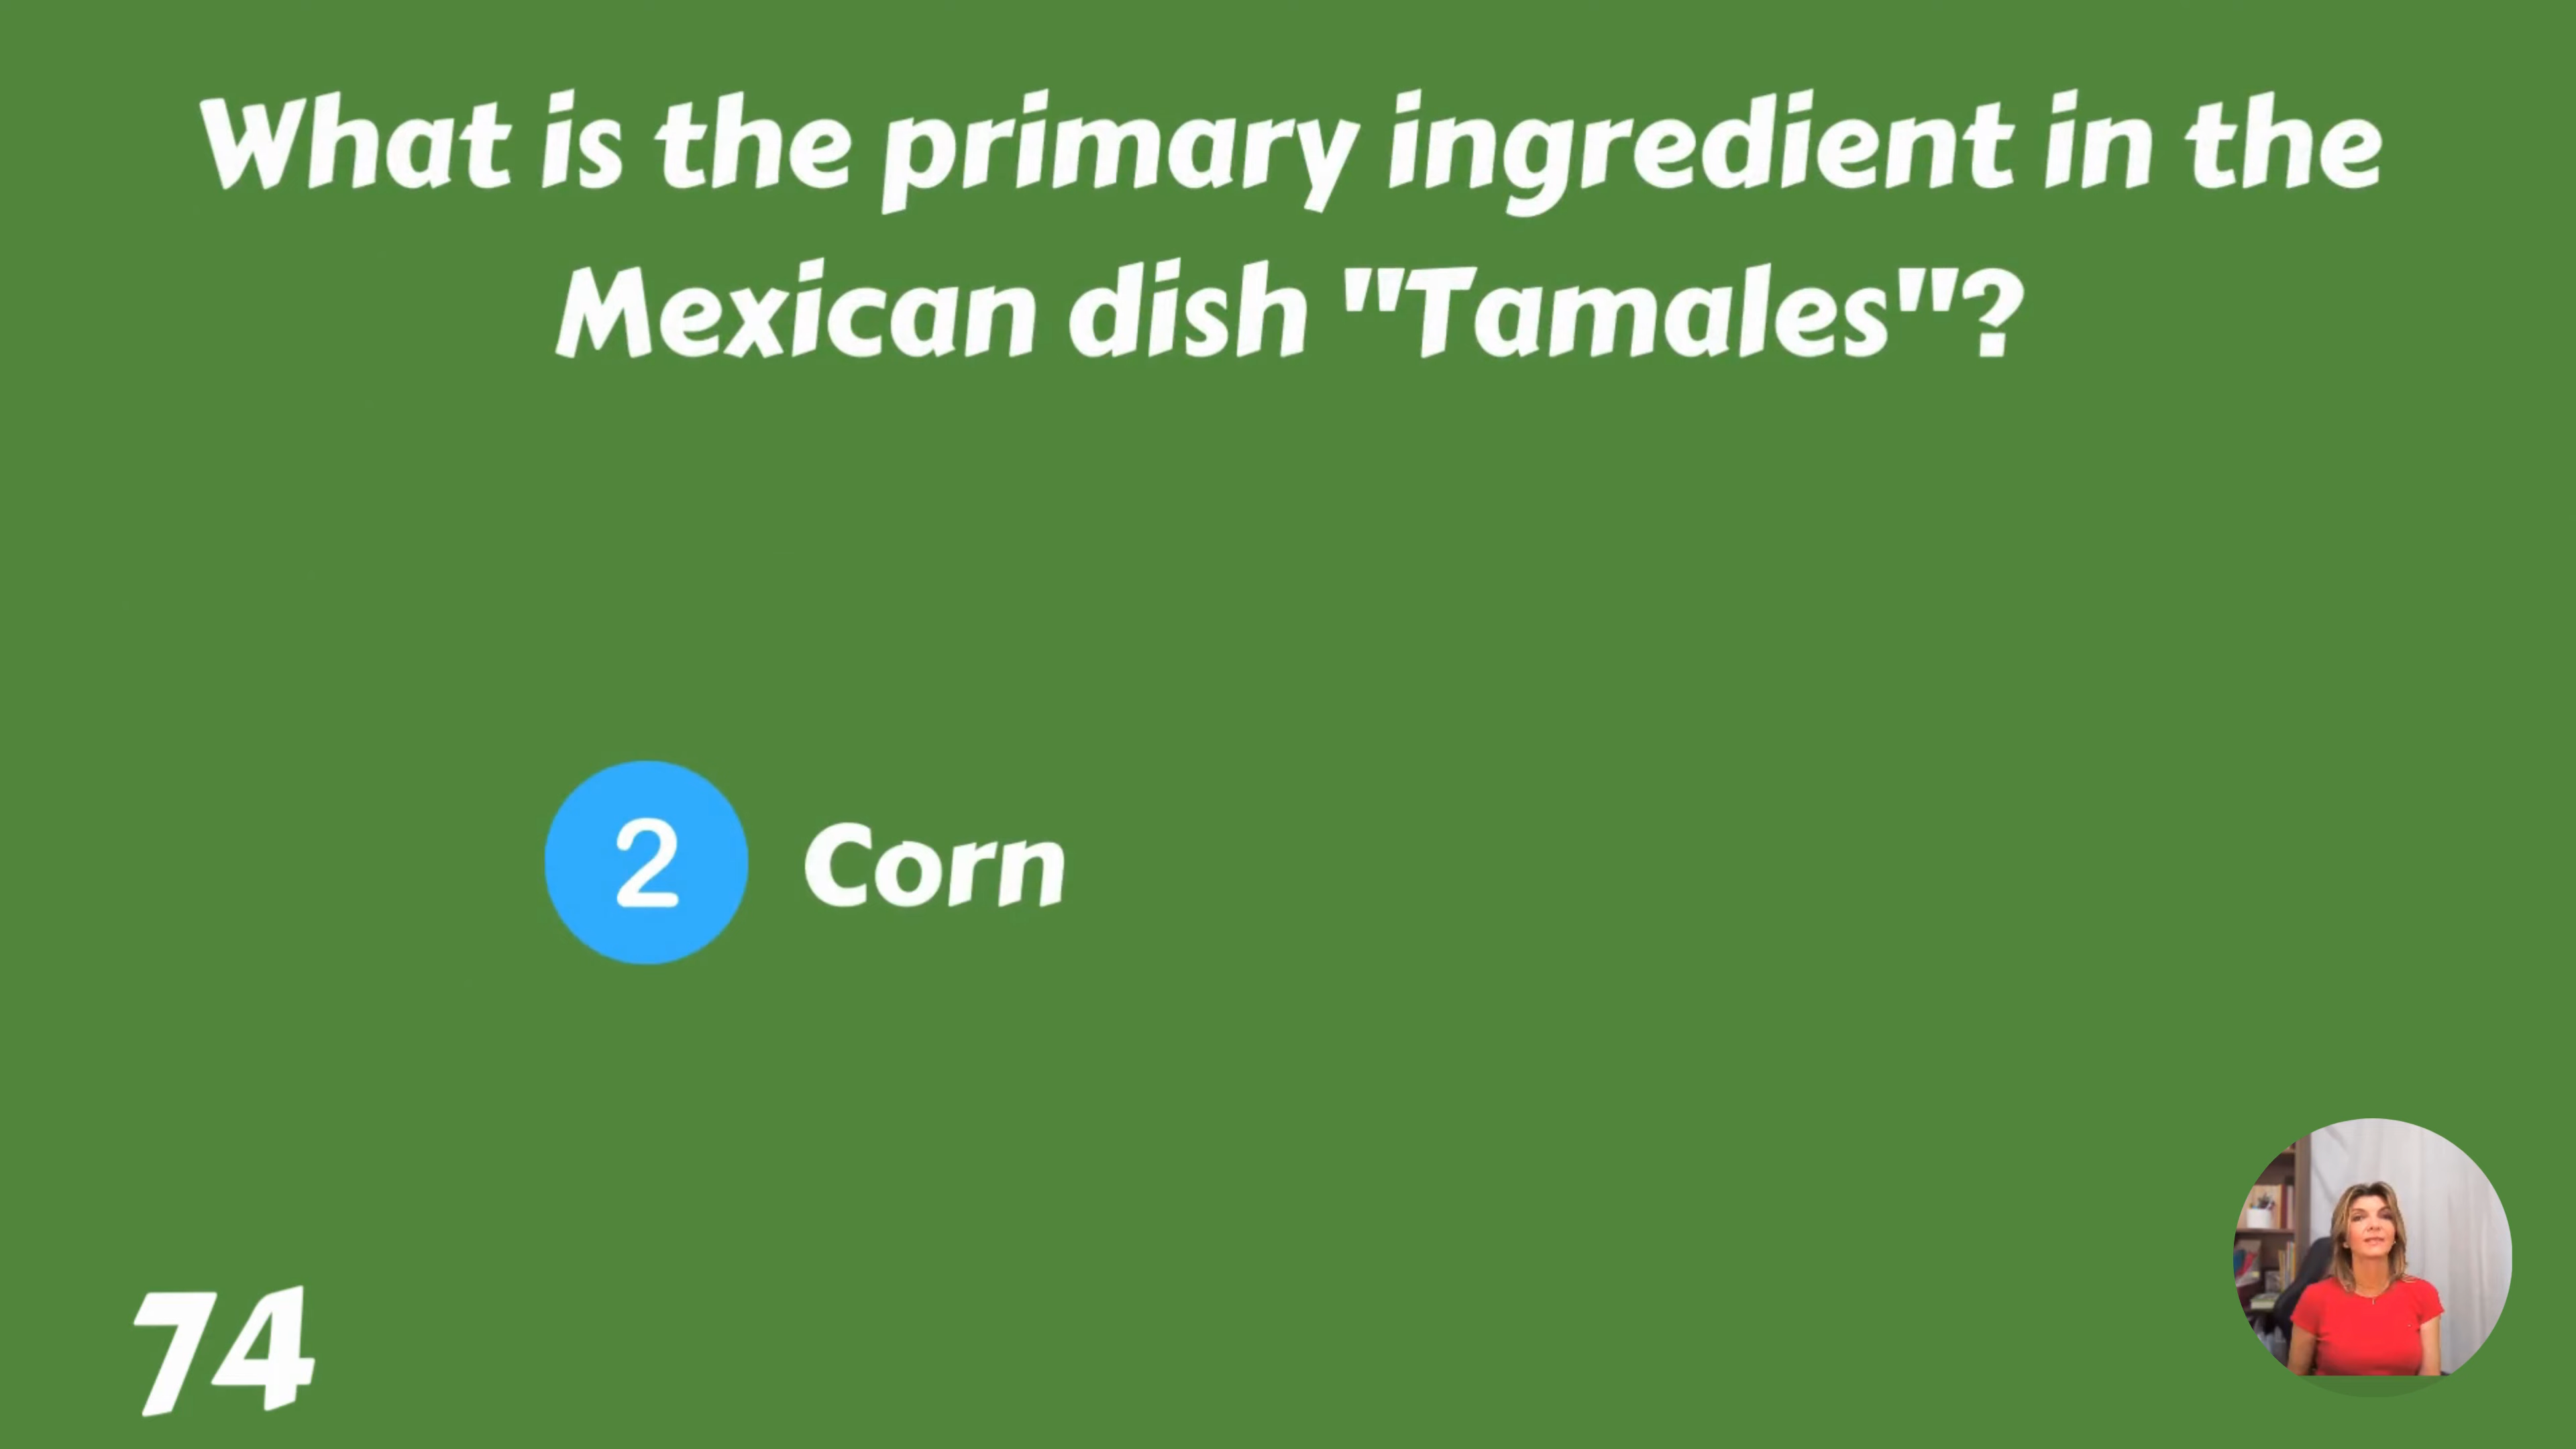 What is the primary ingredient in the
Mexican dish "Tamales"?
2 Corn
74